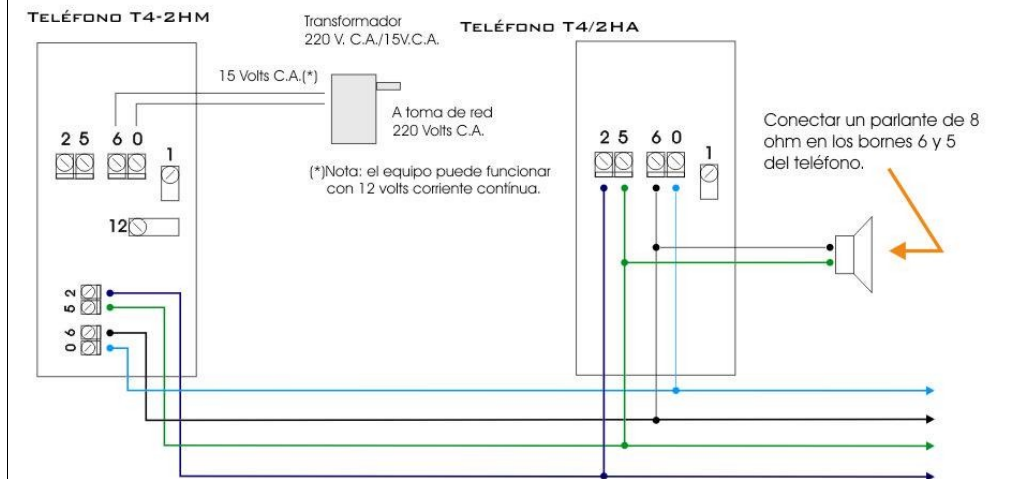 TELÉFONO T4-2HM
Transformador
220 V. C.A./15V.C.A.
TELÉFONO T4/2HA
15 Volts C.A.(*)
A toma de red
220 Volts C.A.
(*)Nota: el equipo puede funcionar
con 12 volts corriente contínua.
Conectar un parlante de 8
ohm en los bornes 6 y 5
del teléfono.
2 5 6 0
1
12
2
5
6
0
2 5 6 0
1